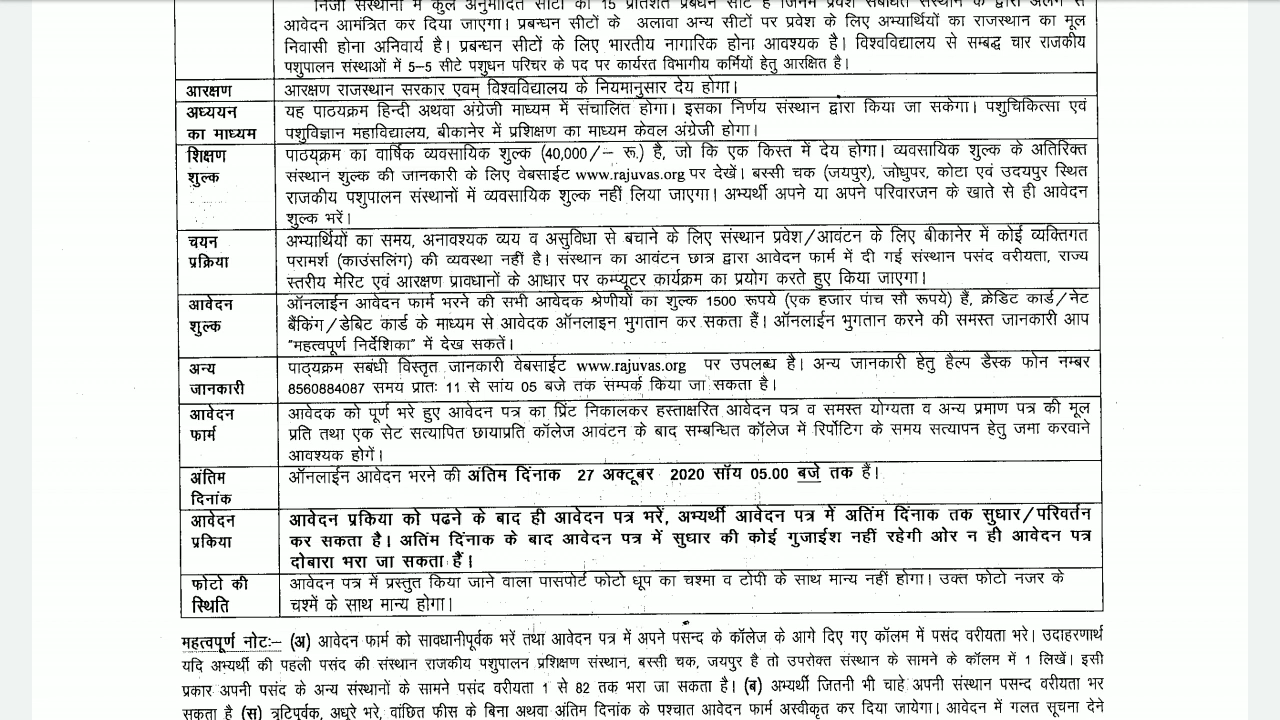 निजी संस्थानों में कुल अनुमोदित सीटों की 15 प्रतिशत प्रबंधन सीट है जिनमें प्रवेश संबंधित संस्थान के द्वारा अलग से
आवेदन आमंत्रित कर दिया जाएगा। प्रबन्धन सीटों के अलावा अन्य सीटों पर प्रवेश के लिए अभ्यार्थियों का राजस्थान का मूल
निवासी होना अनिवार्य है। प्रबन्धन सीटों के लिए भारतीय नागरिक होना आवश्यक है। विश्वविद्यालय से सम्बद्ध चार राजकीय
पशुपालन संस्थाओं में 5–5 सीटे पशुधन परिचर के पद पर कार्यरत विभागीय कर्मियों हेतु आरक्षित है।
आरक्षण आरक्षण राजस्थान सरकार एवम् विश्वविद्यालय के नियमानुसार देय होगा।
अध्ययन यह पाठयक्रम हिन्दी अथवा अंग्रेजी माध्यम में संचालित होगा। इसका निर्णय संस्थान द्वारा किया जा सकेगा। पशुचिकित्सा एवं
का माध्यम पशुविज्ञान महाविद्यालय, बीकानेर में प्रशिक्षण का माध्यम केवल अंग्रेजी होगा।
शिक्षण पाठय्क्रम का वार्षिक व्यवसायिक शुल्क (40,000/– रू.) है, जो कि एक किस्त में देय होगा। व्यवसायिक शुल्क के अतिरिक्त
शुल्क संस्थान शुल्क की जानकारी के लिए वेबसाईट www.rajuvas.org पर देखें। बस्सी चक (जयपुर), जोधुपर, कोटा एवं उदयपुर स्थित
राजकीय पशुपालन संस्थानों में व्यवसायिक शुल्क नहीं लिया जाएगा। अभ्यर्थी अपने या अपने परिवारजन के खाते से ही आवेदन
शुल्क भरें।
चयन अभ्यार्थियों का समय, अनावश्यक व्यय व असुविधा से बचाने के लिए संस्थान प्रवेश/आवंटन के लिए बीकानेर में कोई व्यक्तिगत
प्रक्रिया परामर्श (काउंसलिंग) की व्यवस्था नहीं है। संस्थान का आवंटन छात्र द्वारा आवेदन फार्म में दी गई संस्थान पसंद वरीयता, राज्य
स्तरीय मेरिट एवं आरक्षण प्रावधानों के आधार पर कम्प्यूटर कार्यक्रम का प्रयोग करते हुए किया जाएगा।
आवेदन ऑनलाईन आवेदन फार्म भरने की सभी आवेदक श्रेणीयों का शुल्क 1500 रूपये (एक हजार पांच सौ रूपये) हैं, क्रेडिट कार्ड/नेट
शुल्क बैंकिंग/डेबिट कार्ड के माध्यम से आवेदक ऑनलाइन भुगतान कर सकता हैं। ऑनलाईन भुगतान करने की समस्त जानकारी आप
"महत्वपूर्ण निर्देशिका" में देख सकतें।
अन्य पाठ्यक्रम सबंधी विस्तृत जानकारी वेबसाईट www.rajuvas.org पर उपलब्ध है। अन्य जानकारी हेतु हैल्प डैस्क फोन नम्बर
जानकारी 8560884087 समय प्रातः 11 से सांय 05 बजे तक सम्पर्क किया जा सकता है।
आवेदन आवेदक को पूर्ण भरे हुए आवेदन पत्र का प्रिंट निकालकर हस्ताक्षरित आवेदन पत्र व समस्त योग्यता व अन्य प्रमाण पत्र की मूल
फार्म प्रति तथा एक सेट सत्यापित छायाप्रति कॉलेज आवंटन के बाद सम्बन्धित कॉलेज में रिर्पोटिंग के समय सत्यापन हेतु जमा करवाने
आवश्यक होगें।
अंतिम ऑनलाईन आवेदन भरने की अंतिम दिंनाक 27 अक्टूबर 2020 सॉय 05.00 बजे तक हैं।
दिनांक
आवेदन आवेदन प्रकिया को पढने के बाद ही आवेदन पत्र भरें, अभ्यर्थी आवेदन पत्र में अतिंम दिंनाक तक सुधार/परिवर्तन
प्रकिया कर सकता है। अतिंम दिंनाक के बाद आवेदन पत्र में सुधार की कोई गुजाईश नहीं रहेगी ओर न ही आवेदन पत्र
दोबारा भरा जा सकता हैं।
फोटो की आवेदन पत्र में प्रस्तुत किया जाने वाला पासपोर्ट फोटो धूप का चश्मा व टोपी के साथ मान्य नहीं होगा। उक्त फोटो नजर के
स्थिति चश्में के साथ मान्य होगा।
महत्वपूर्ण नोटः– (अ) आवेदन फार्म को सावधानीपूर्वक भरें तथा आवेदन पत्र में अपने पसन्द के कॉलेज के आगे दिए गए कॉलम में पसंद वरीयता भरे। उदाहरणार्थ
यदि अभ्यर्थी की पहली पसंद की संस्थान राजकीय पशुपालन प्रशिक्षण संस्थान, बस्सी चक, जयपुर है तो उपरोक्त संस्थान के सामने के कॉलम में 1 लिखें। इसी
प्रकार अपनी पसंद के अन्य संस्थानों के सामने पसंद वरीयता 1 से 82 तक भरा जा सकता है। (ब) अभ्यर्थी जितनी भी चाहे अपनी संस्थान पसन्द वरीयता भर
सकता है (स) त्रुटिपूर्वक, अधूरे भरे, वांछित फीस के बिना अथवा अंतिम दिनांक के पश्चात आवेदन फार्म अस्वीकृत कर दिया जायेगा। आवेदन में गलत सूचना देने